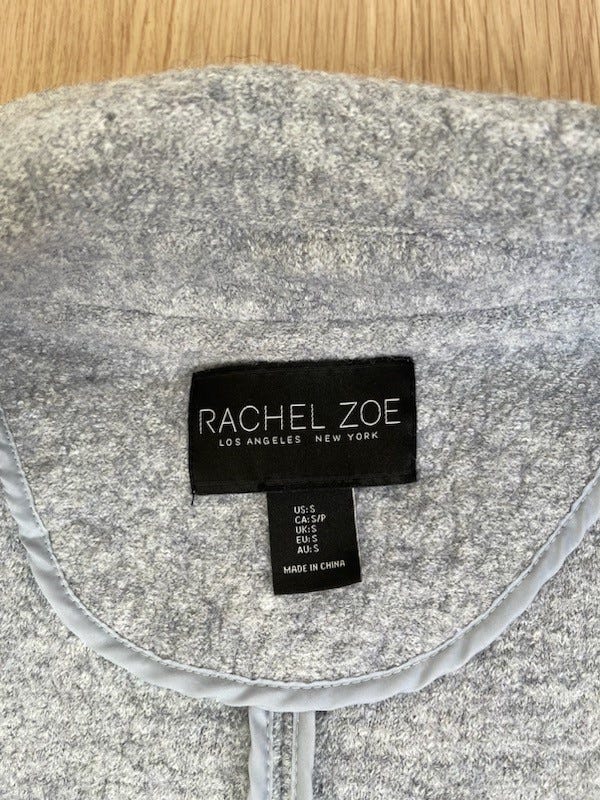 RACHEL ZOE
LOS ANGELES NEW YORK
US:S
CA:S/P
UK:S
EU:S
AU:S
MADE IN CHINA